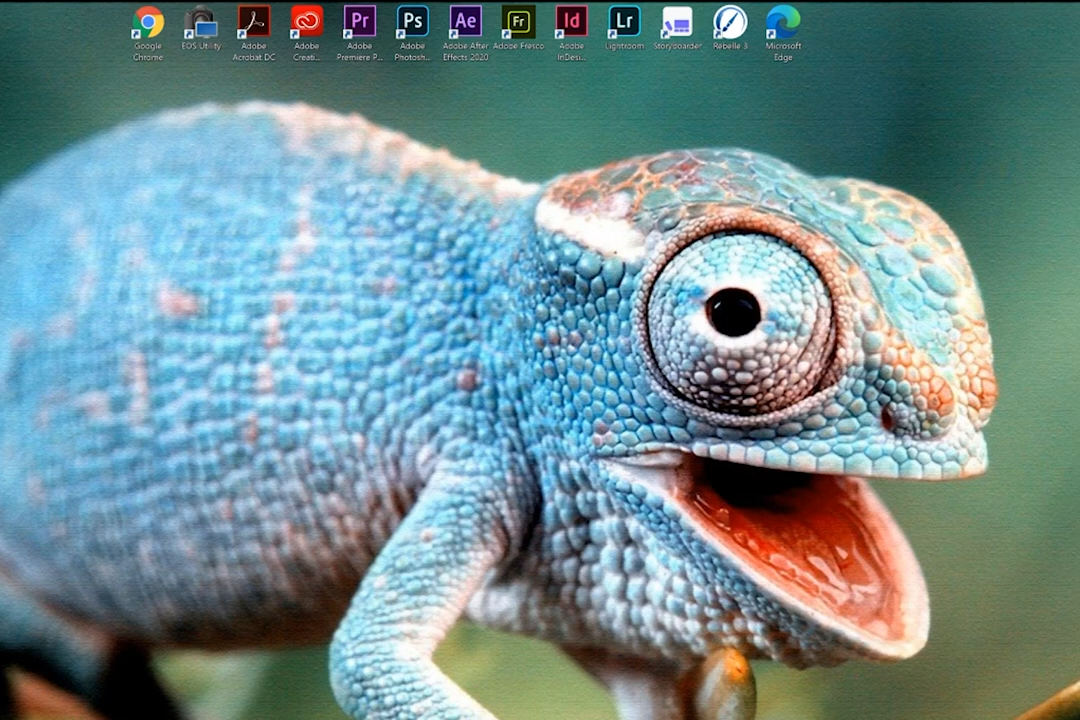 Google Chrome
EOS Utility
Adobe Acrobat DC
Adobe Creati...
Pr
Adobe Premiere P...
Ps
Adobe Photosh...
Ae
Adobe After Effects 2020
Fr
Adobe Fresco
Id
Adobe InDesi...
Lr
Lightroom
Storyboarder
Rebelle 3
Microsoft Edge